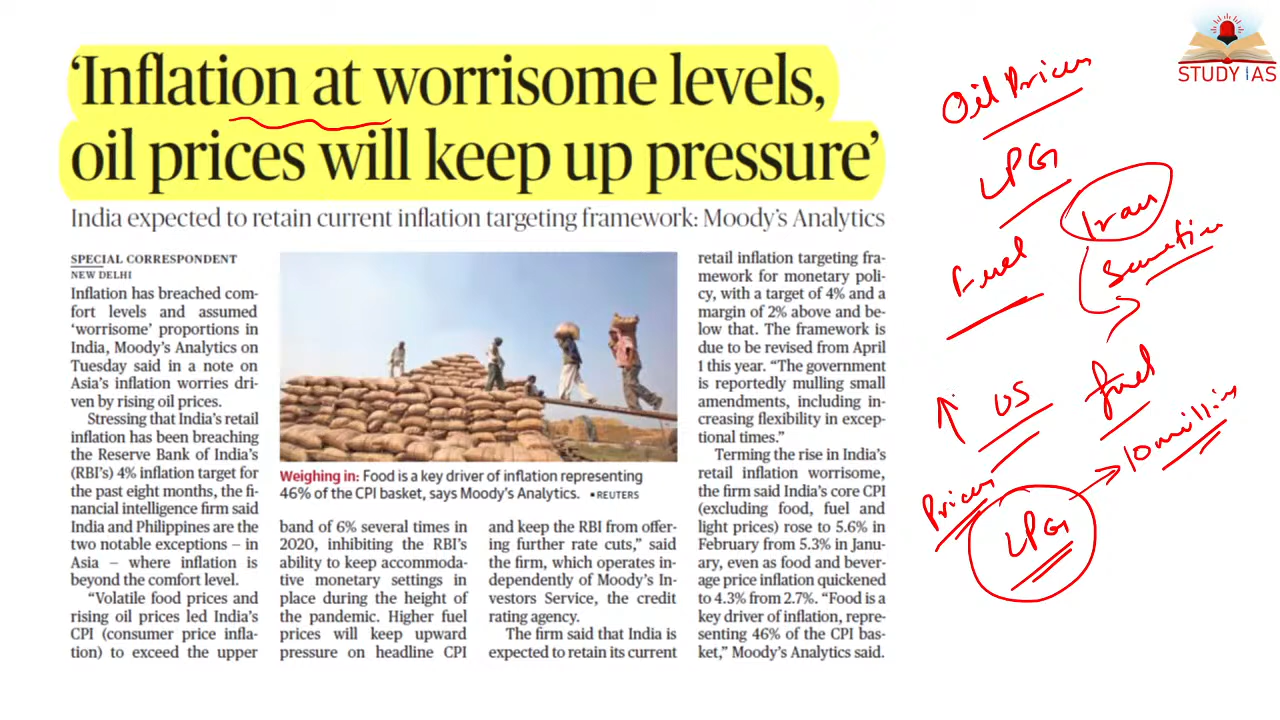 ‘Inflation at worrisome levels,
oil prices will keep up pressure’
India expected to retain current inflation targeting framework: Moody’s Analytics
SPECIAL CORRESPONDENT
NEW DELHI
Inflation has breached com-
fort levels and assumed
‘worrisome’ proportions in
India, Moody’s Analytics on
Tuesday said in a note on
Asia’s inflation worries dri-
ven by rising oil prices.
Stressing that India’s retail
inflation has been breaching
the Reserve Bank of India’s
(RBI’s) 4% inflation target for
the past eight months, the fi-
nancial intelligence firm said
India and Philippines are the
two notable exceptions – in
Asia – where inflation is
beyond the comfort level.
“Volatile food prices and
rising oil prices led India’s
CPI (consumer price infla-
tion) to exceed the upper
Weighing in: Food is a key driver of inflation representing
46% of the CPI basket, says Moody’s Analytics. ▪ REUTERS
band of 6% several times in
2020, inhibiting the RBI’s
ability to keep accommoda-
tive monetary settings in
place during the height of
the pandemic. Higher fuel
prices will keep upward
pressure on headline CPI
and keep the RBI from offer-
ing further rate cuts,” said
the firm, which operates in-
dependently of Moody’s In-
vestors Service, the credit
rating agency.
The firm said that India is
expected to retain its current
retail inflation targeting fra-
mework for monetary poli-
cy, with a target of 4% and a
margin of 2% above and be-
low that. The framework is
due to be revised from April
1 this year. “The government
is reportedly mulling small
amendments, including in-
creasing flexibility in excep-
tional times.”
Terming the rise in India’s
retail inflation worrisome,
the firm said India’s core CPI
(excluding food, fuel and
light prices) rose to 5.6% in
February from 5.3% in Janu-
ary, even as food and bever-
age price inflation quickened
to 4.3% from 2.7%. “Food is a
key driver of inflation, repre-
senting 46% of the CPI bas-
ket,” Moody’s Analytics said.
STUDY IAS
Oil Prices
LPG
Iran
Fuel
US
fuel
10 million
Prices
LPG